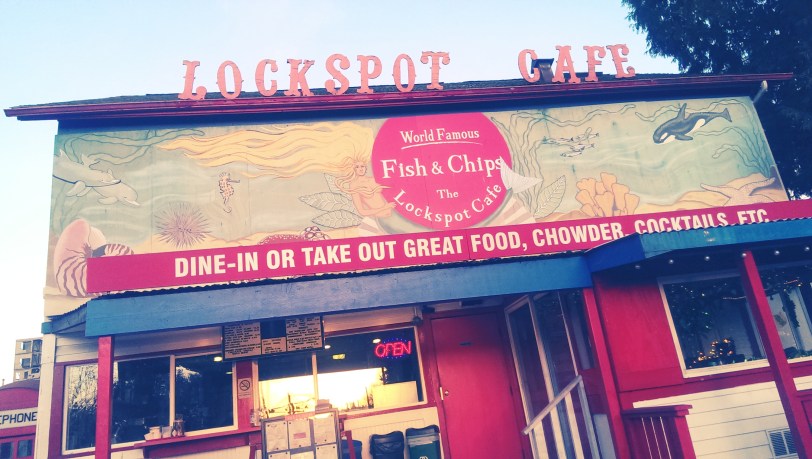 LOCKSPOT CAFE
World Famous
Fish & Chips
The
Lockspot Cafe
DINE-IN OR TAKE OUT GREAT FOOD, CHOWDER, COCKTAILS, ETC.
OPEN
PHONE